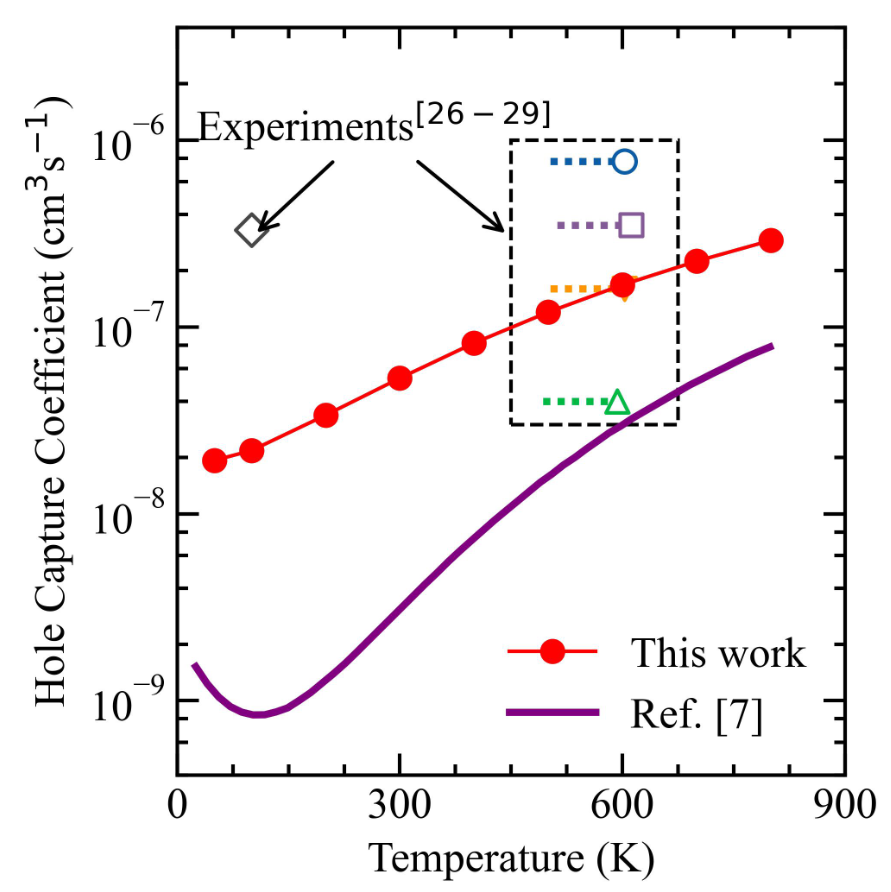 Hole Capture Coefficient (cm³s⁻¹)
10⁻⁶
10⁻⁷
10⁻⁸
10⁻⁹
Experiments[26 − 29]
This work
Ref. [7]
0 300 600 900
Temperature (K)